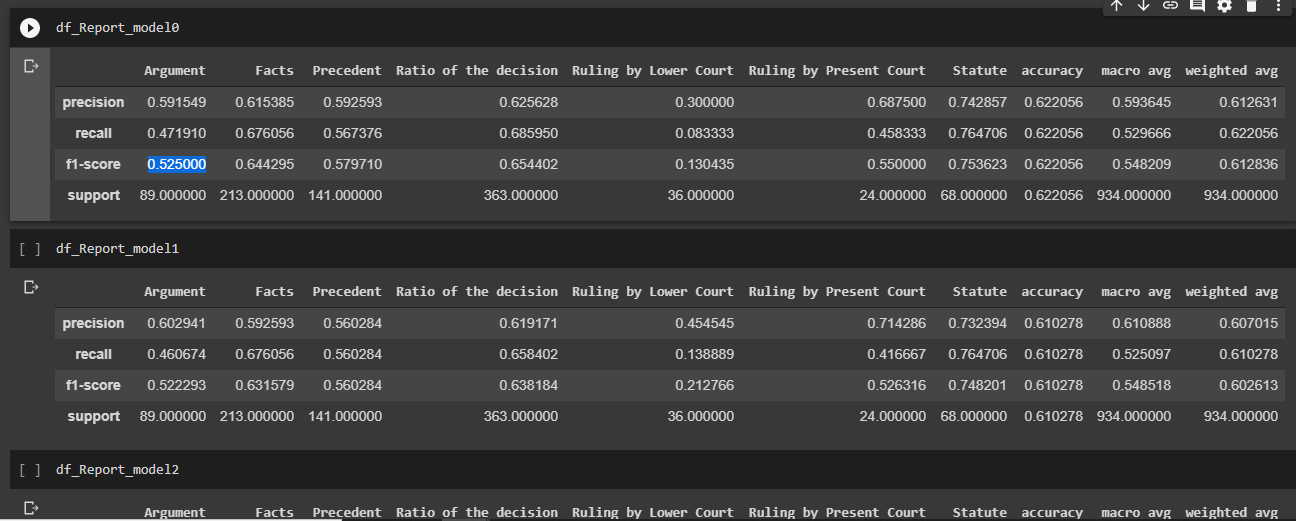 df_Report_model0
Argument Facts Precedent Ratio of the decision Ruling by Lower Court Ruling by Present Court Statute accuracy macro avg weighted avg
precision 0.591549 0.615385 0.592593 0.625628 0.300000 0.687500 0.742857 0.622056 0.593645 0.612631
recall 0.471910 0.676056 0.567376 0.685950 0.083333 0.458333 0.764706 0.622056 0.529666 0.622056
f1-score 0.525000 0.644295 0.579710 0.654402 0.130435 0.550000 0.753623 0.622056 0.548209 0.612836
support 89.000000 213.000000 141.000000 363.000000 36.000000 24.000000 68.000000 0.622056 934.000000 934.000000
[ ] df_Report_model1
Argument Facts Precedent Ratio of the decision Ruling by Lower Court Ruling by Present Court Statute accuracy macro avg weighted avg
precision 0.602941 0.592593 0.560284 0.619171 0.454545 0.714286 0.732394 0.610278 0.610888 0.607015
recall 0.460674 0.676056 0.560284 0.658402 0.138889 0.416667 0.764706 0.610278 0.525097 0.610278
f1-score 0.522293 0.631579 0.560284 0.638184 0.212766 0.526316 0.748201 0.610278 0.548518 0.602613
support 89.000000 213.000000 141.000000 363.000000 36.000000 24.000000 68.000000 0.610278 934.000000 934.000000
[ ] df_Report_model2
Argument Facts Precedent Ratio of the decision Ruling by Lower Court Ruling by Present Court Statute accuracy macro avg weighted avg